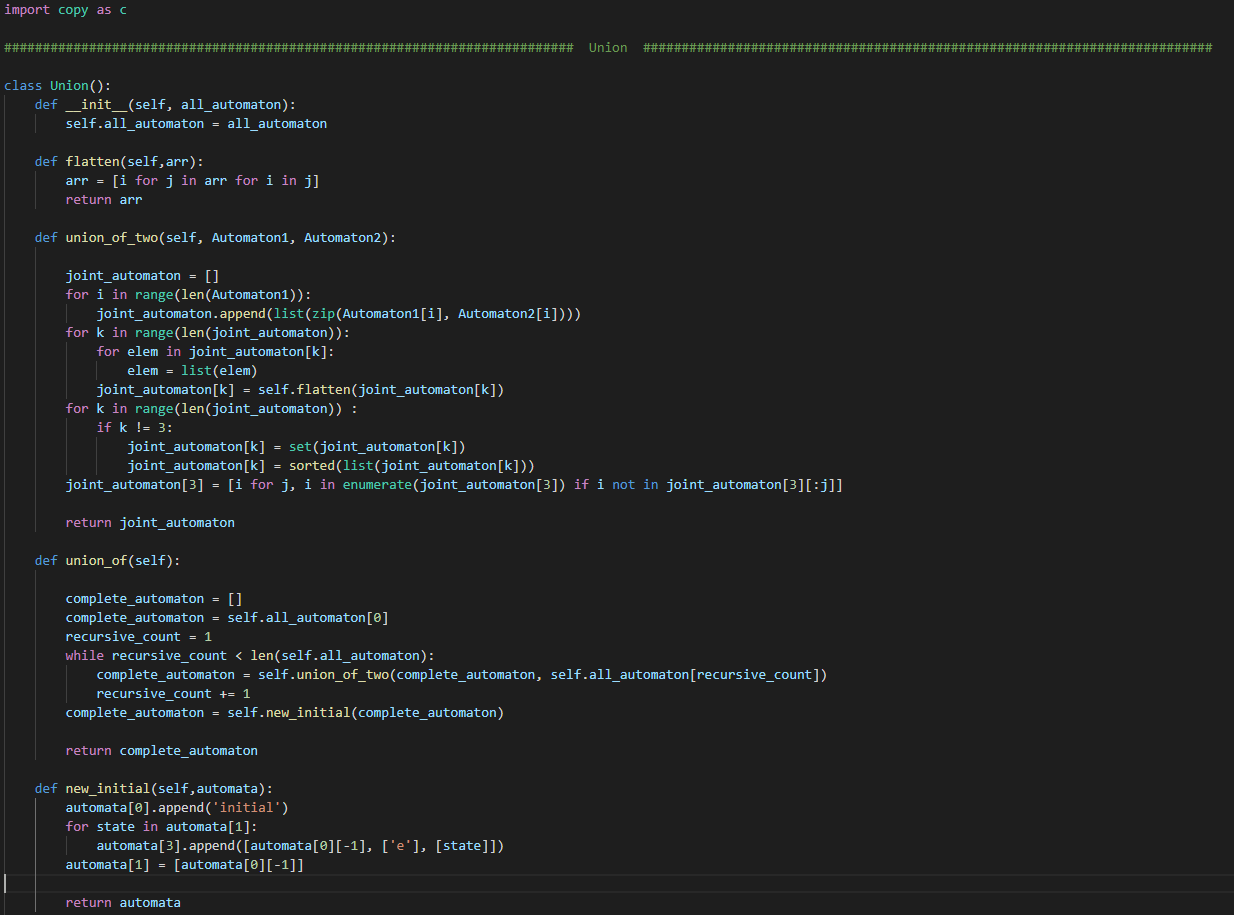 import copy as c
########################################################################## Union ##########################################################################
class Union():
    def __init__(self, all_automaton):
        self.all_automaton = all_automaton
    def flatten(self,arr):
        arr = [i for j in arr for i in j]
        return arr
    def union_of_two(self, Automaton1, Automaton2):
        joint_automaton = []
        for i in range(len(Automaton1)):
            joint_automaton.append(list(zip(Automaton1[i], Automaton2[i])))
        for k in range(len(joint_automaton)):
            for elem in joint_automaton[k]:
                elem = list(elem)
            joint_automaton[k] = self.flatten(joint_automaton[k])
        for k in range(len(joint_automaton)) :
            if k != 3:
                joint_automaton[k] = set(joint_automaton[k])
                joint_automaton[k] = sorted(list(joint_automaton[k]))
        joint_automaton[3] = [i for j, i in enumerate(joint_automaton[3]) if i not in joint_automaton[3][:j]]
        return joint_automaton
    def union_of(self):
        complete_automaton = []
        complete_automaton = self.all_automaton[0]
        recursive_count = 1
        while recursive_count < len(self.all_automaton):
            complete_automaton = self.union_of_two(complete_automaton, self.all_automaton[recursive_count])
            recursive_count += 1
        complete_automaton = self.new_initial(complete_automaton)
        return complete_automaton
    def new_initial(self,automata):
        automata[0].append('initial')
        for state in automata[1]:
            automata[3].append([automata[0][-1], ['e'], [state]])
        automata[1] = [automata[0][-1]]
        return automata